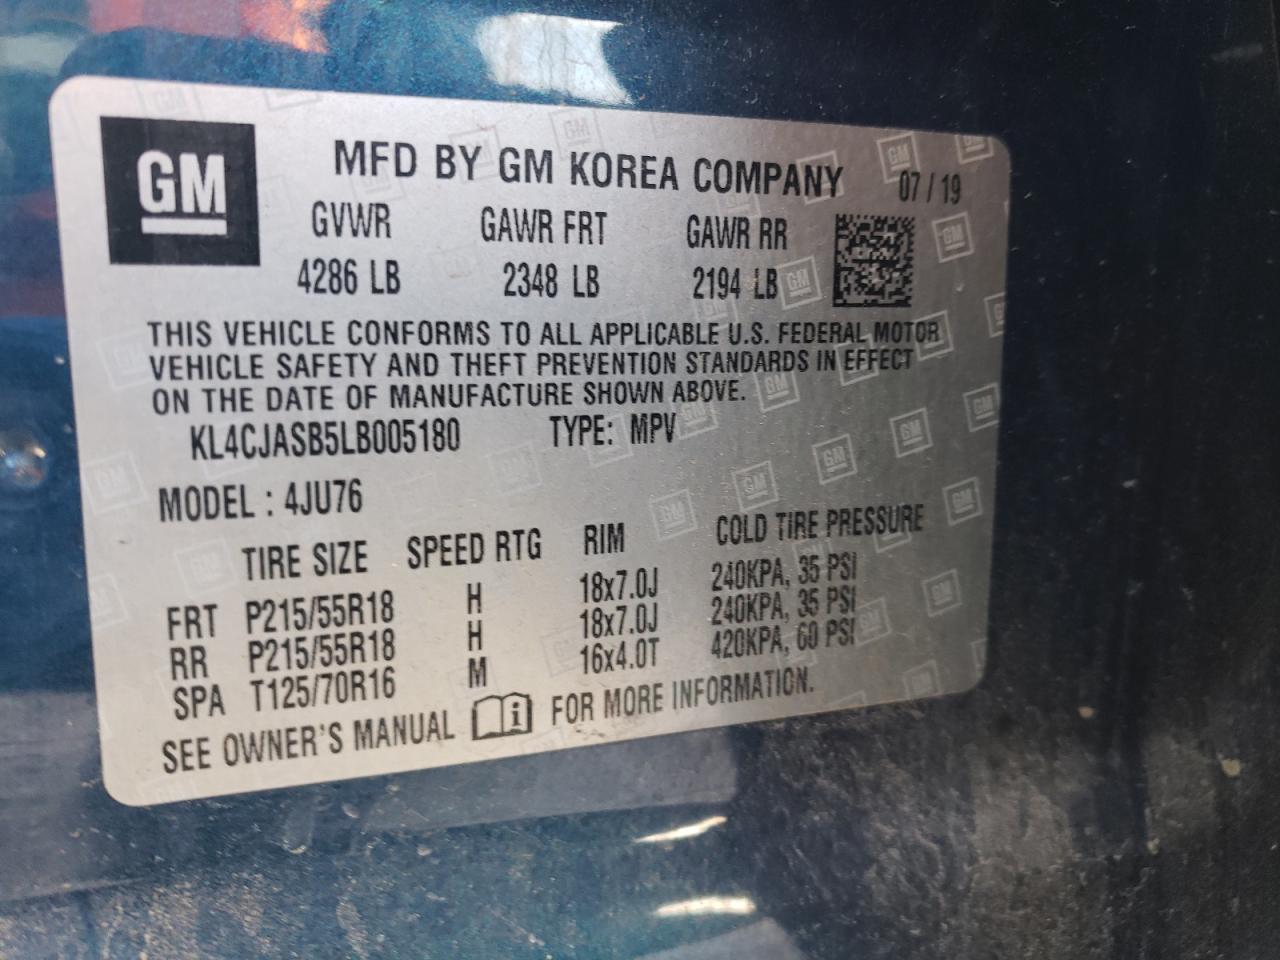 GM
MFD BY GM KOREA COMPANY 07 / 19
GVWR GAWR FRT GAWR RR
4286 LB 2348 LB 2194 LB
THIS VEHICLE CONFORMS TO ALL APPLICABLE U.S. FEDERAL MOTOR
VEHICLE SAFETY AND THEFT PREVENTION STANDARDS IN EFFECT
ON THE DATE OF MANUFACTURE SHOWN ABOVE.
KL4CJASB5LB005180 TYPE: MPV
MODEL : 4JU76
TIRE SIZE SPEED RTG RIM COLD TIRE PRESSURE
FRT P215/55R18 H 18x7.0J 240KPA, 35 PSI
RR P215/55R18 H 18x7.0J 240KPA, 35 PSI
SPA T125/70R16 M 16x4.0T 420KPA, 60 PSI
SEE OWNER'S MANUAL i FOR MORE INFORMATION.